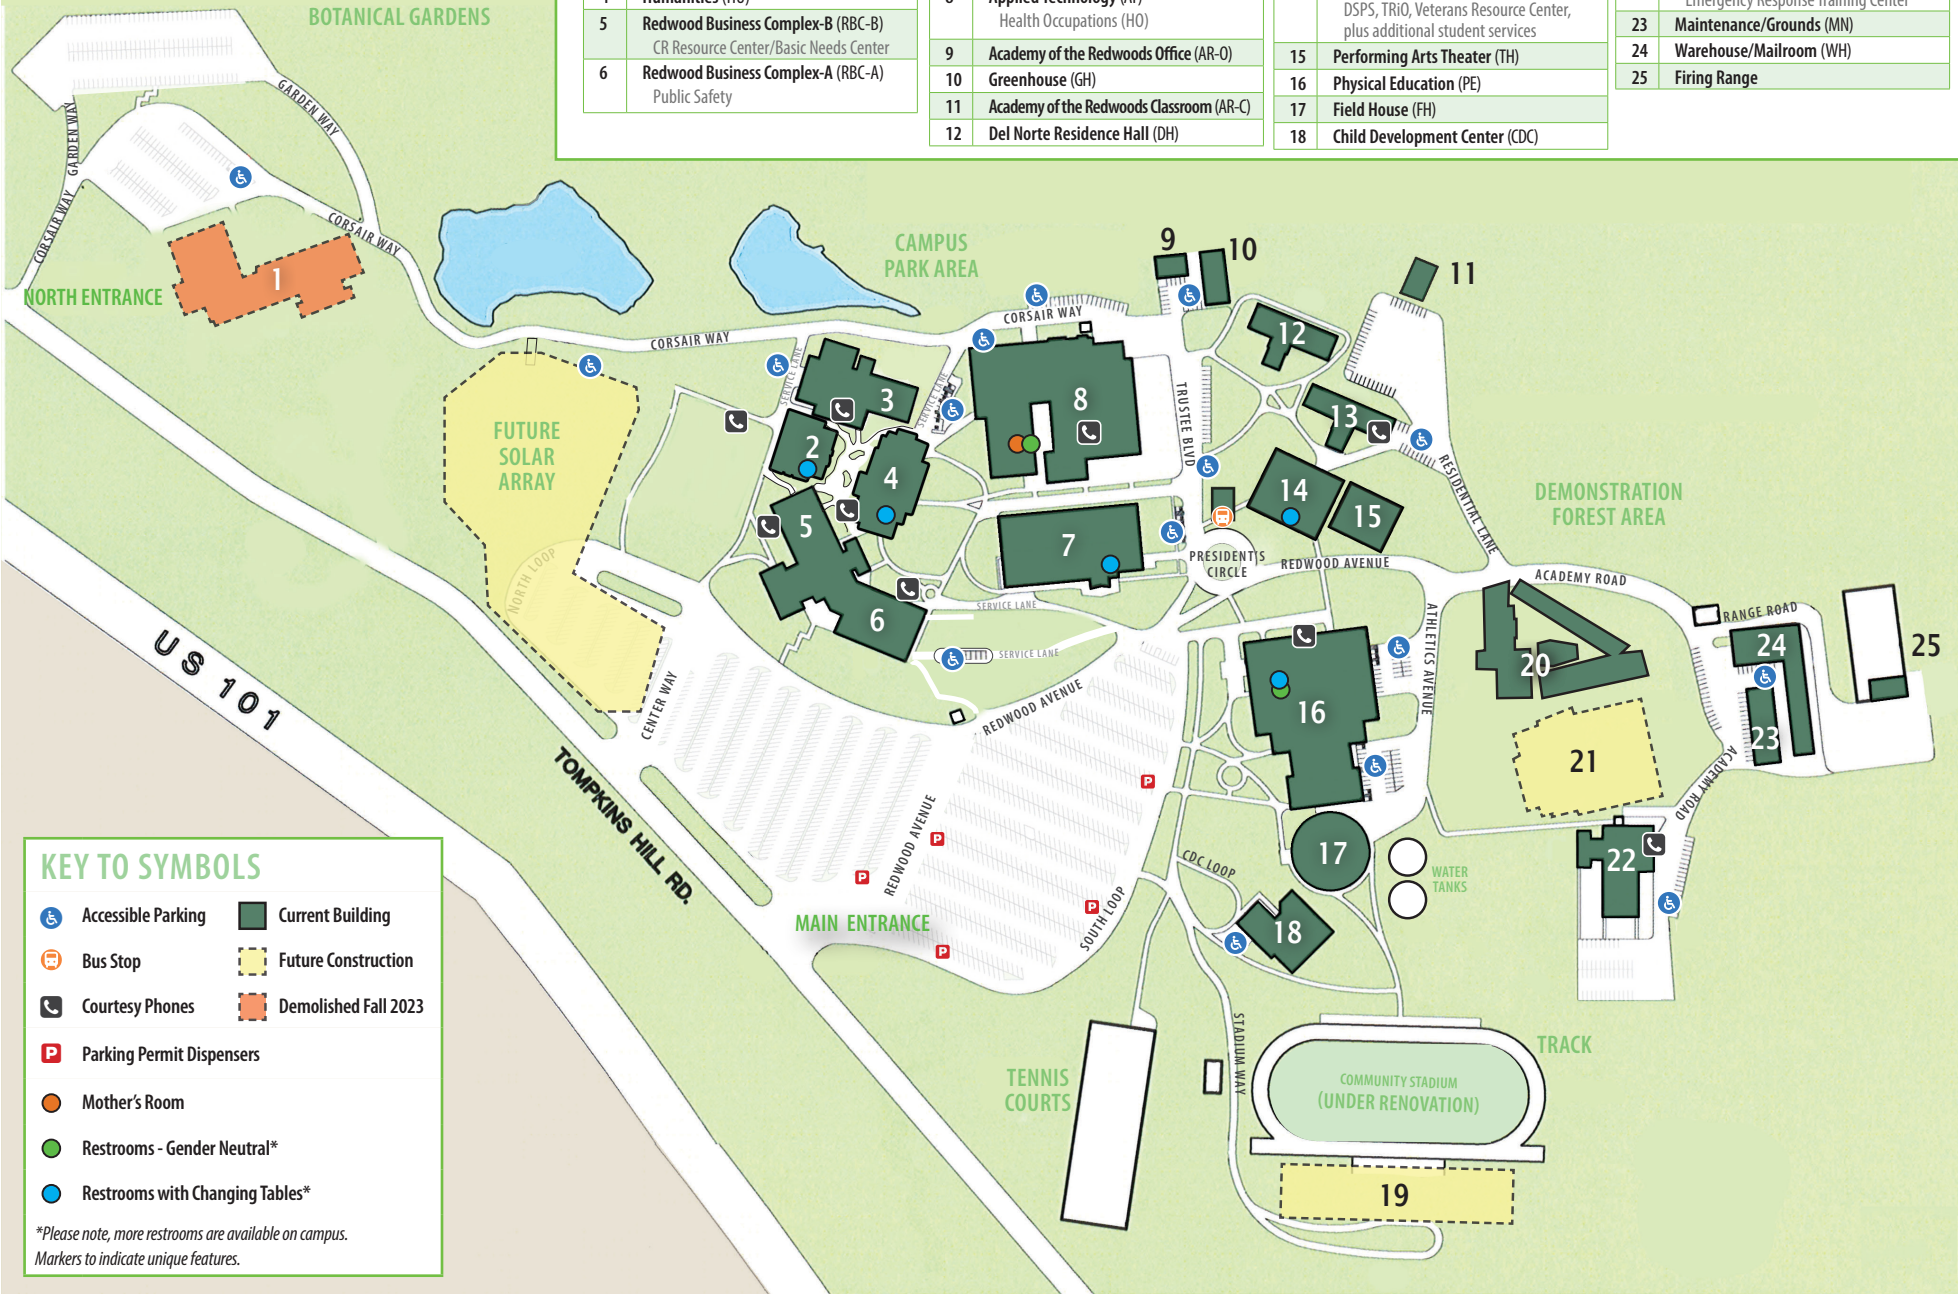 BOTANICAL GARDENS
5 Redwood Business Complex-B (RBC-B)
CR Resource Center/Basic Needs Center
6 Redwood Business Complex-A (RBC-A)
Public Safety
Health Occupations (HO)
9 Academy of the Redwoods Office (AR-O)
10 Greenhouse (GH)
11 Academy of the Redwoods Classroom (AR-C)
12 Del Norte Residence Hall (DH)
DSPS, TRiO, Veterans Resource Center,
plus additional student services
15 Performing Arts Theater (TH)
16 Physical Education (PE)
17 Field House (FH)
18 Child Development Center (CDC)
Emergency Response Training Center
23 Maintenance/Grounds (MN)
24 Warehouse/Mailroom (WH)
25 Firing Range
GARDEN WAY
GARDEN WAY
CORSAIR WAY
CORSAIR WAY
NORTH ENTRANCE
1
CAMPUS
PARK AREA
9
10
11
CORSAIR WAY
CORSAIR WAY
SERVICE LANE
SERVICE LANE
12
3
8
13
TRUSTEE BLVD
2
4
FUTURE
SOLAR
ARRAY
RESIDENTIAL LANE
DEMONSTRATION
FOREST AREA
14
15
5
7
PRESIDENT'S
CIRCLE
REDWOOD AVENUE
ACADEMY ROAD
NORTH LOOP
SERVICE LANE
6
SERVICE LANE
ATHLETICS AVENUE
RANGE ROAD
24
25
20
US 101
CENTER WAY
REDWOOD AVENUE
16
23
21
ACADEMY ROAD
TOMPKINS HILL RD.
REDWOOD AVENUE
P
P
P
P
P
17
CDC LOOP
WATER
TANKS
22
MAIN ENTRANCE
SOUTH LOOP
18
STADIUM WAY
TENNIS
COURTS
TRACK
COMMUNITY STADIUM
(UNDER RENOVATION)
19
KEY TO SYMBOLS
Accessible Parking
Current Building
Bus Stop
Future Construction
Courtesy Phones
Demolished Fall 2023
P Parking Permit Dispensers
Mother's Room
Restrooms - Gender Neutral*
Restrooms with Changing Tables*
*Please note, more restrooms are available on campus.
Markers to indicate unique features.